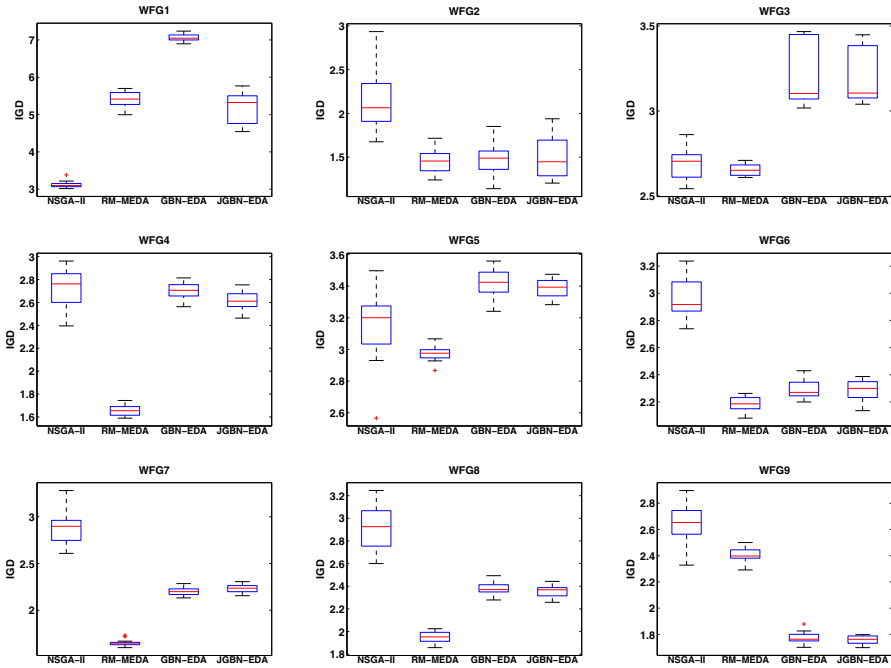 WFG1
IGD
7
5
4
3
NSGA−II RM−MEDA GBN−EDA JGBN−EDA
WFG2
IGD
3
2.5
2
1.5
NSGA−II RM−MEDA GBN−EDA JGBN−EDA
WFG3
IGD
3.5
3
2.5
NSGA−II RM−MEDA GBN−EDA JGBN−EDA
WFG4
IGD
3
2.8
2.6
2.4
2.2
2
1.8
1.6
NSGA−II RM−MEDA GBN−EDA JGBN−EDA
WFG5
IGD
3.6
3.4
3.2
3
2.8
2.6
NSGA−II RM−MEDA GBN−EDA JGBN−EDA
WFG6
IGD
3.2
3
2.8
2.6
2.4
2.2
NSGA−II RM−MEDA GBN−EDA JGBN−EDA
WFG7
IGD
3
2.5
2
NSGA−II RM−MEDA GBN−EDA JGBN−EDA
WFG8
IGD
3.2
3
2.8
2.6
2.4
2.2
2
1.8
NSGA−II RM−MEDA GBN−EDA JGBN−EDA
WFG9
IGD
2.8
2.6
2.4
2.2
2
1.8
NSGA−II RM−MEDA GBN−EDA JGBN−EDA